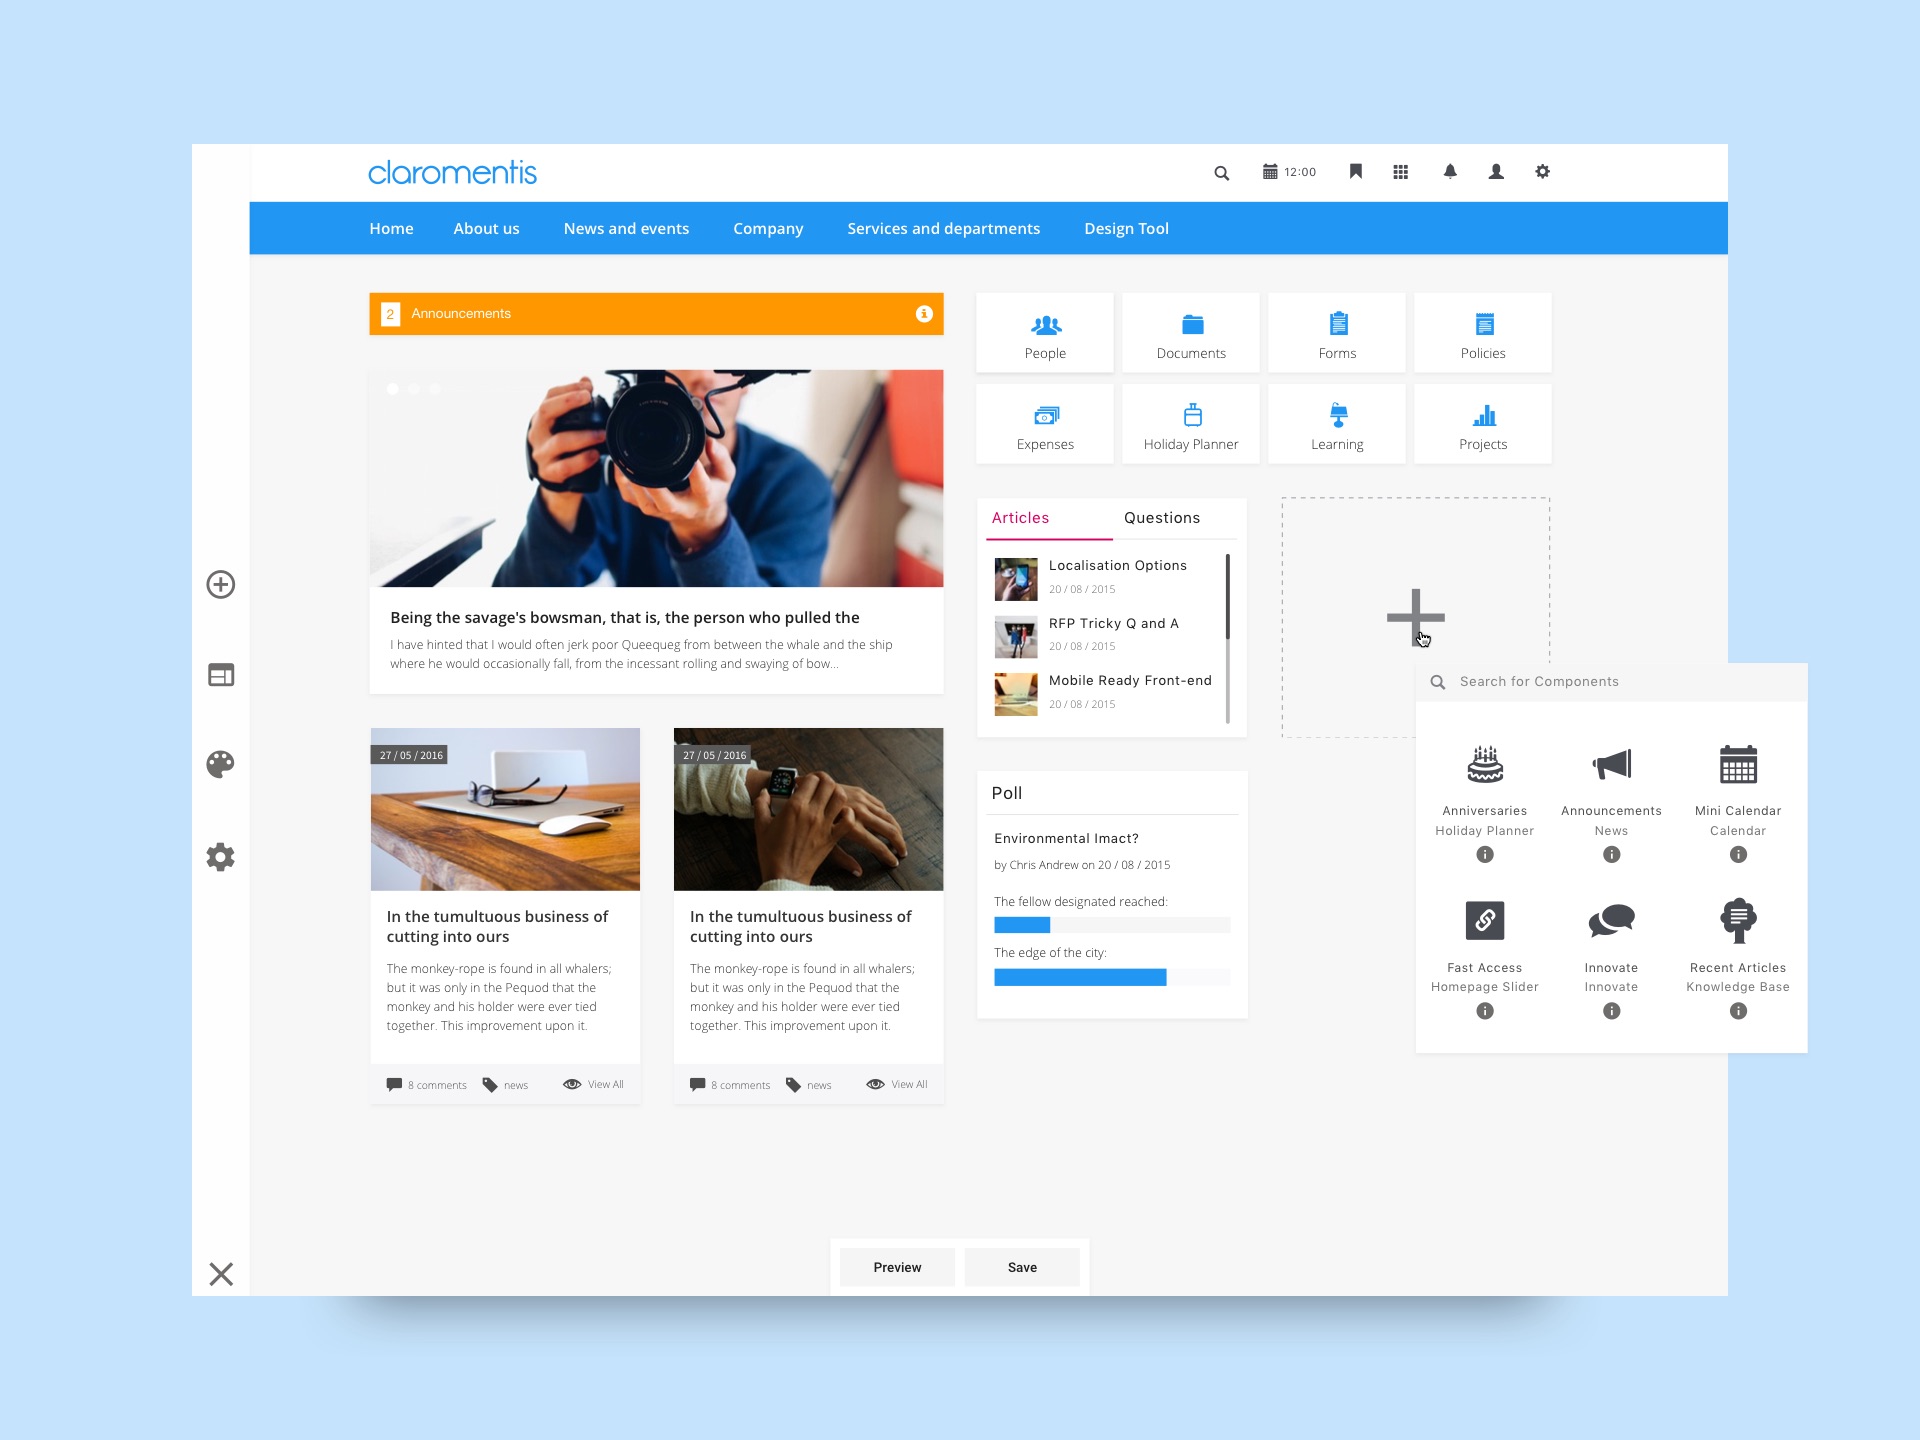 claromentis
12:00
Home About us News and events Company Services and departments Design Tool
2 Announcements
People Documents Forms Policies
Expenses Holiday Planner Learning Projects
Being the savage's bowsman, that is, the person who pulled the
I have hinted that I would often jerk poor Queequeg from between the whale and the ship
where he would occasionally fall, from the incessant rolling and swaying of bow...
27 / 05 / 2016
In the tumultuous business of
cutting into ours
The monkey-rope is found in all whalers;
but it was only in the Pequod that the
monkey and his holder were ever tied
together. This improvement upon it.
8 comments news View All
27 / 05 / 2016
In the tumultuous business of
cutting into ours
The monkey-rope is found in all whalers;
but it was only in the Pequod that the
monkey and his holder were ever tied
together. This improvement upon it.
8 comments news View All
Articles Questions
Localisation Options
20 / 08 / 2015
RFP Tricky Q and A
20 / 08 / 2015
Mobile Ready Front-end
20 / 08 / 2015
Poll
Environmental Imact?
by Chris Andrew on 20 / 08 / 2015
The fellow designated reached:
The edge of the city:
Search for Components
Anniversaries Announcements Mini Calendar
Holiday Planner News Calendar
Fast Access Innovate Recent Articles
Homepage Slider Innovate Knowledge Base
Preview Save